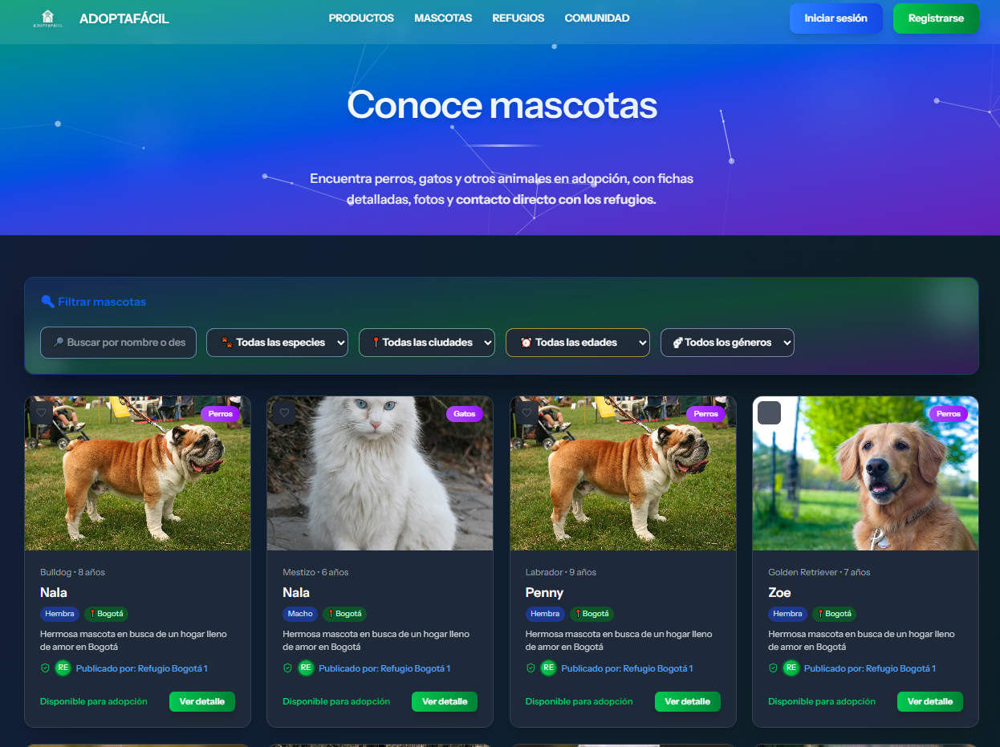 ADOPTAFÁCIL
ADOPTAFÁCIL
PRODUCTOS
MASCOTAS
REFUGIOS
COMUNIDAD
Iniciar sesión
Registrarse
Conoce mascotas
Encuentra perros, gatos y otros animales en adopción, con fichas
detalladas, fotos y contacto directo con los refugios.
Filtrar mascotas
Buscar por nombre o des
Todas las especies
Todas las ciudades
Todas las edades
Todos los géneros
Perros
Bulldog • 8 años
Nala
Hembra
Bogotá
Hermosa mascota en busca de un hogar lleno
de amor en Bogotá
RE
Publicado por: Refugio Bogotá 1
Disponible para adopción
Ver detalle
Gatos
Mestizo • 6 años
Nala
Macho
Bogotá
Hermosa mascota en busca de un hogar lleno
de amor en Bogotá
RE
Publicado por: Refugio Bogotá 1
Disponible para adopción
Ver detalle
Perros
Labrador • 9 años
Penny
Hembra
Bogotá
Hermosa mascota en busca de un hogar lleno
de amor en Bogotá
RE
Publicado por: Refugio Bogotá 1
Disponible para adopción
Ver detalle
Perros
Golden Retriever • 7 años
Zoe
Hembra
Bogotá
Hermosa mascota en busca de un hogar lleno
de amor en Bogotá
RE
Publicado por: Refugio Bogotá 1
Disponible para adopción
Ver detalle